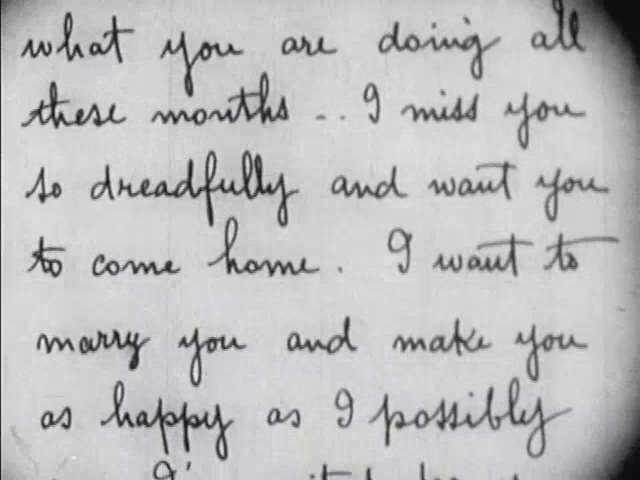 what you are doing all
these months .. I miss you
so dreadfully and want you
to come home. I want to
marry you and make you
as happy as I possibly